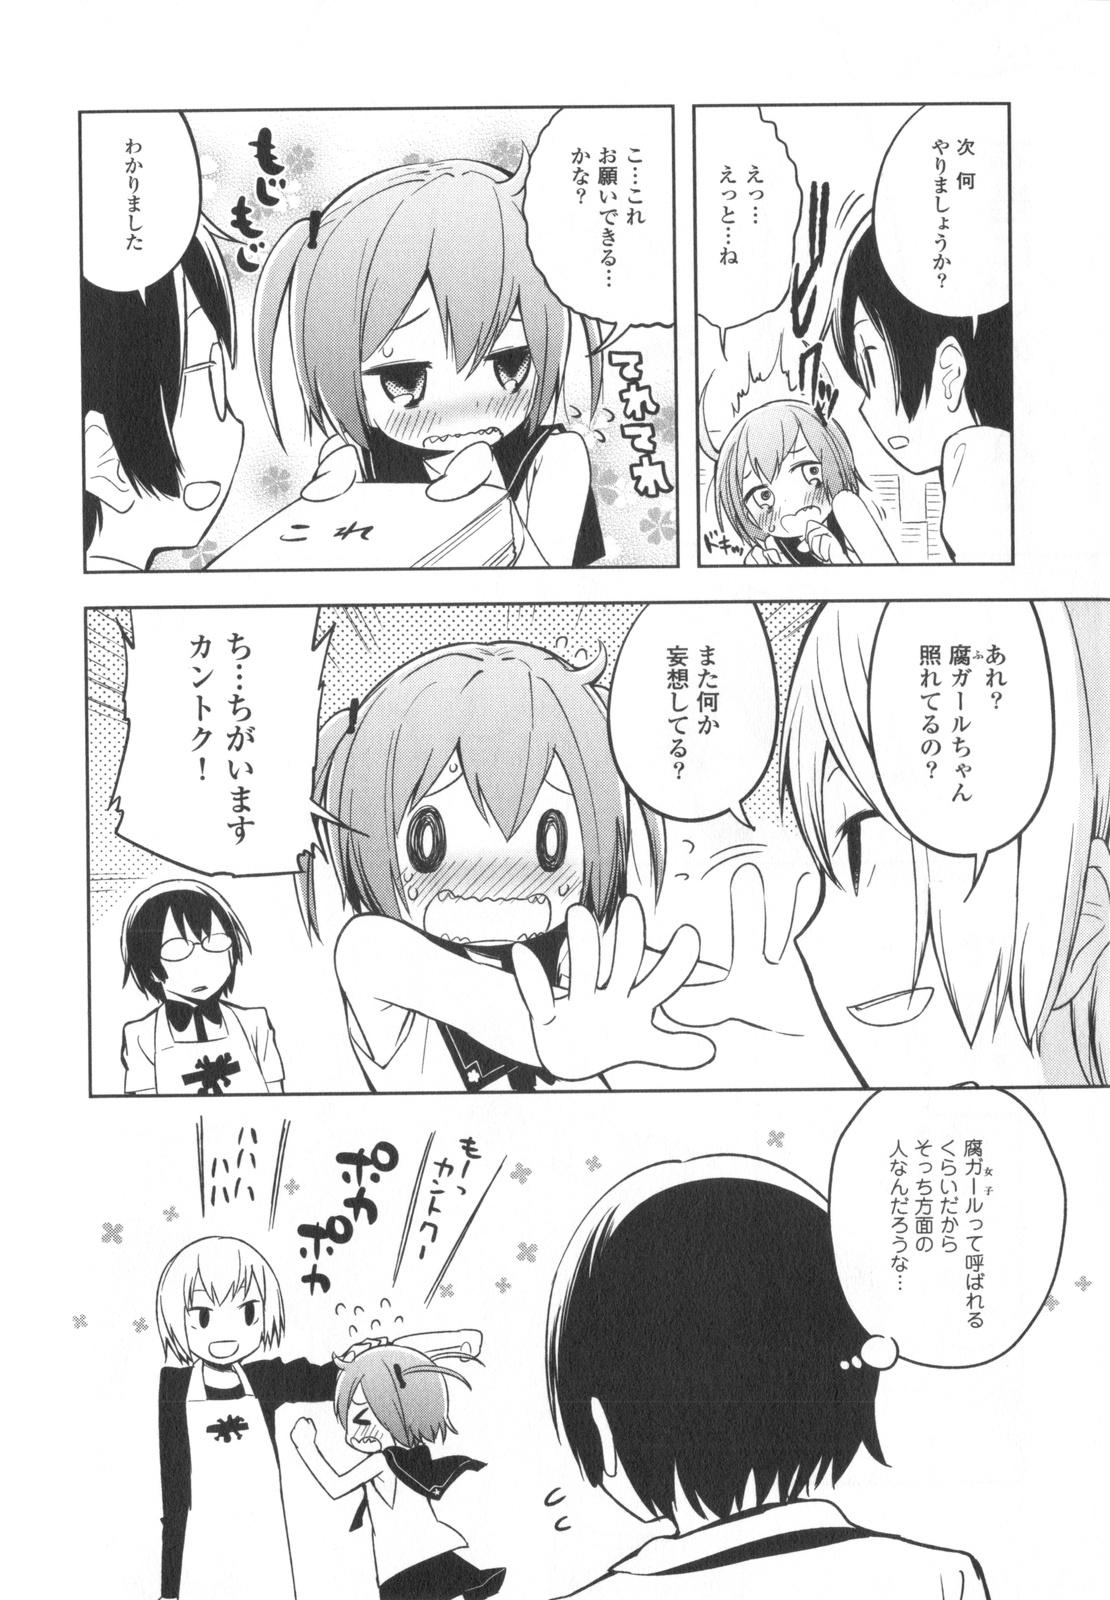 次何
やりましょうか?
えっ…
えっと…ね
ビクッ
ドキッ
こ…これ
お願いできる…
かな?
てれてれ
もじもじ
これ
わかりました
あれ?
腐ガールちゃん
照れてるの?
また何か
妄想してる?
ち…ちがいます
カントク!
腐ガールって呼ばれる
くらいだから
そっち方面の
人なんだろうな…
もーっ
カントクー
ポカポカ
ハハハハハ